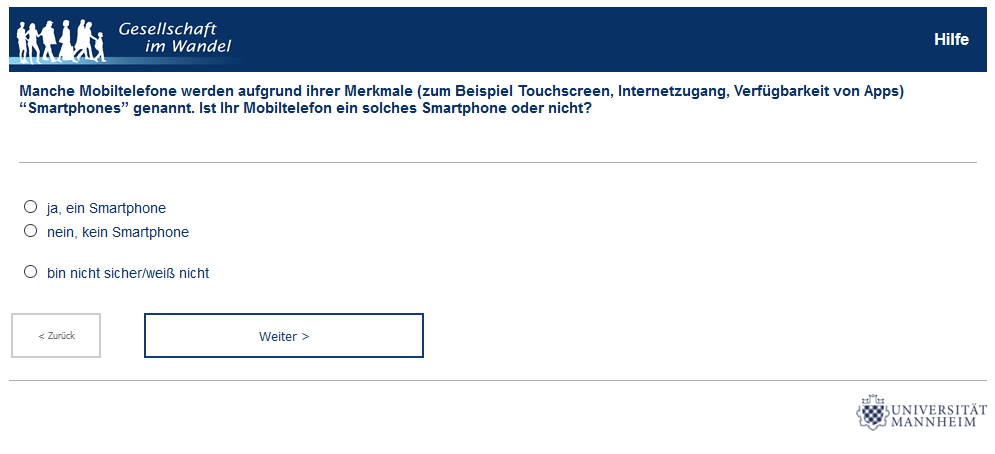 Gesellschaft
im Wandel
Hilfe
Manche Mobiltelefone werden aufgrund ihrer Merkmale (zum Beispiel Touchscreen, Internetzugang, Verfügbarkeit von Apps)
“Smartphones” genannt. Ist Ihr Mobiltelefon ein solches Smartphone oder nicht?
ja, ein Smartphone
nein, kein Smartphone
bin nicht sicher/weiß nicht
< Zurück
Weiter >
UNIVERSITÄT
MANNHEIM